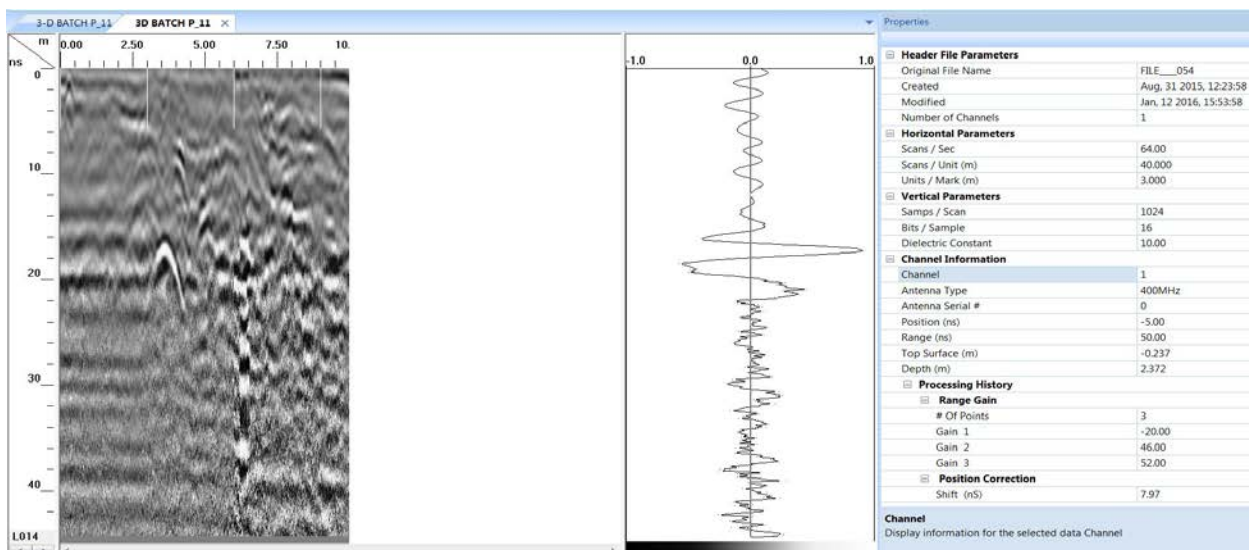 3-D BATCH P_11 3D BATCH P_11 ×
m 0.00 2.50 5.00 7.50 10.
ns
0
10
20
30
40
L014
-1.0 0.0 1.0
Properties
Header File Parameters
Original File Name FILE___054
Created Aug, 31 2015, 12:23:58
Modified Jan, 12 2016, 15:53:58
Number of Channels 1
Horizontal Parameters
Scans / Sec 64.00
Scans / Unit (m) 40.000
Units / Mark (m) 3.000
Vertical Parameters
Samps / Scan 1024
Bits / Sample 16
Dielectric Constant 10.00
Channel Information
Channel 1
Antenna Type 400MHz
Antenna Serial # 0
Position (ns) -5.00
Range (ns) 50.00
Top Surface (m) -0.237
Depth (m) 2.372
Processing History
Range Gain
# Of Points 3
Gain 1 -20.00
Gain 2 46.00
Gain 3 52.00
Position Correction
Shift (nS) 7.97
Channel
Display information for the selected data Channel